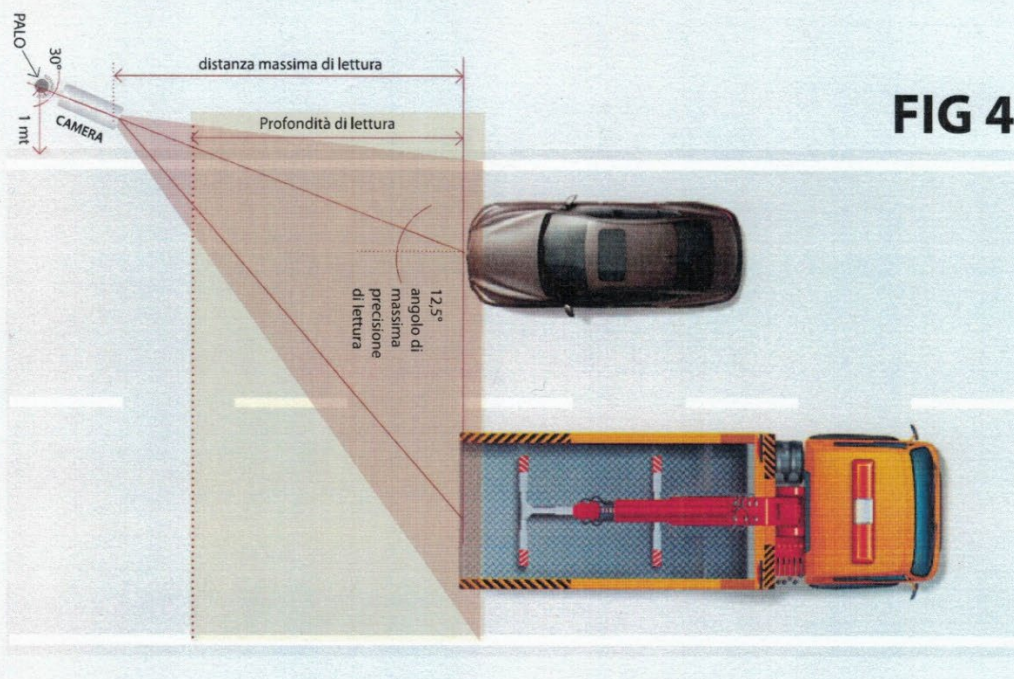 PALO
30°
1 mt
CAMERA
distanza massima di lettura
Profondità di lettura
FIG 4
12,5°
angolo di
massima
precisione
di lettura